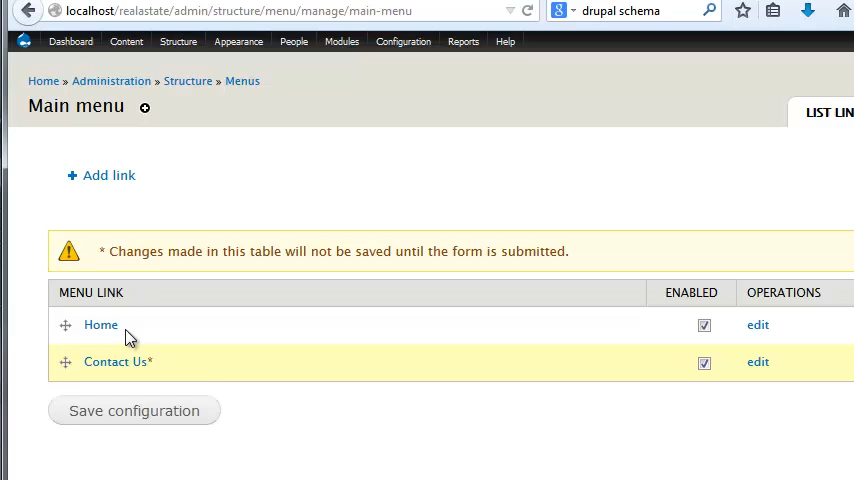 localhost/realastate/admin/structure/menu/manage/main-menu
drupal schema
Dashboard Content Structure Appearance People Modules Configuration Reports Help
Home » Administration » Structure » Menus
Main menu
LIST LIN
Add link
* Changes made in this table will not be saved until the form is submitted.
MENU LINK ENABLED OPERATIONS
Home edit
Contact Us* edit
Save configuration